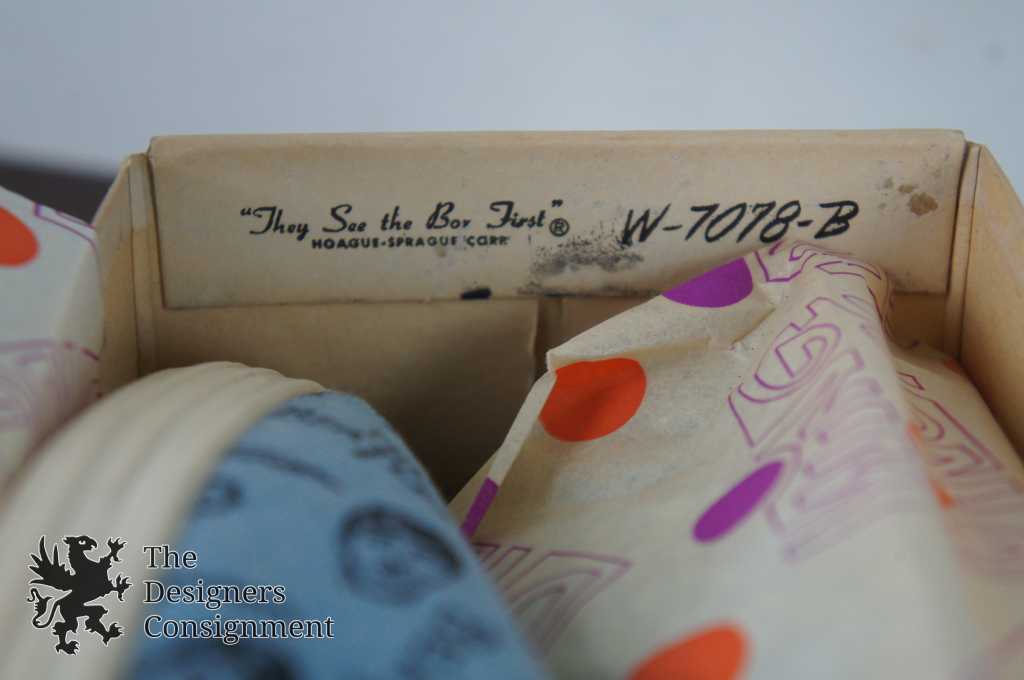 "They See the Box First"® W-7078-B
HOAGUE-SPRAGUE CORP.
The
Designers
Consignment